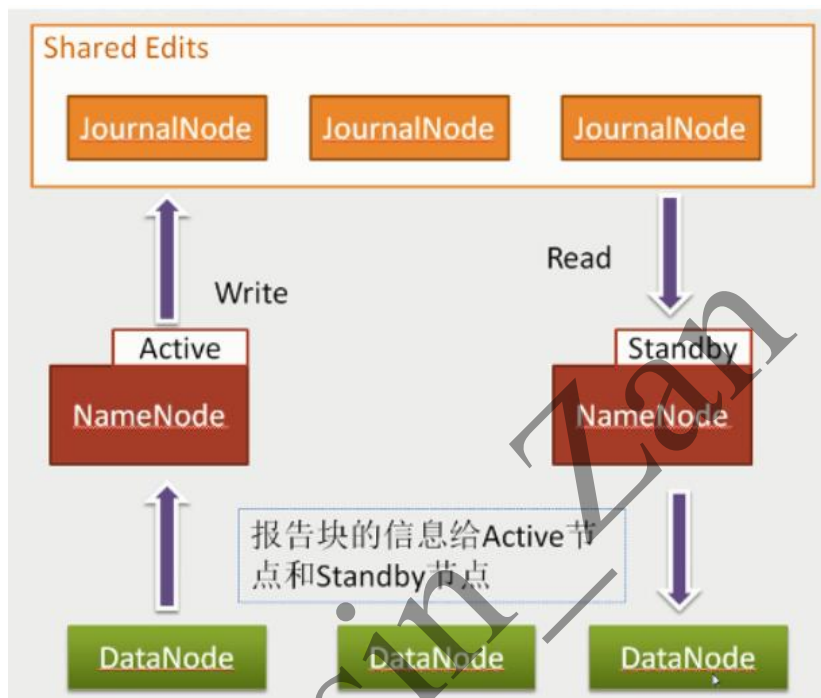 Shared Edits
JournalNode
JournalNode
JournalNode
Read
Write
Active
Standby
NameNode
NameNode
报告块的信息给Active节
点和Standby节点
DataNode
DataNode
DataNode